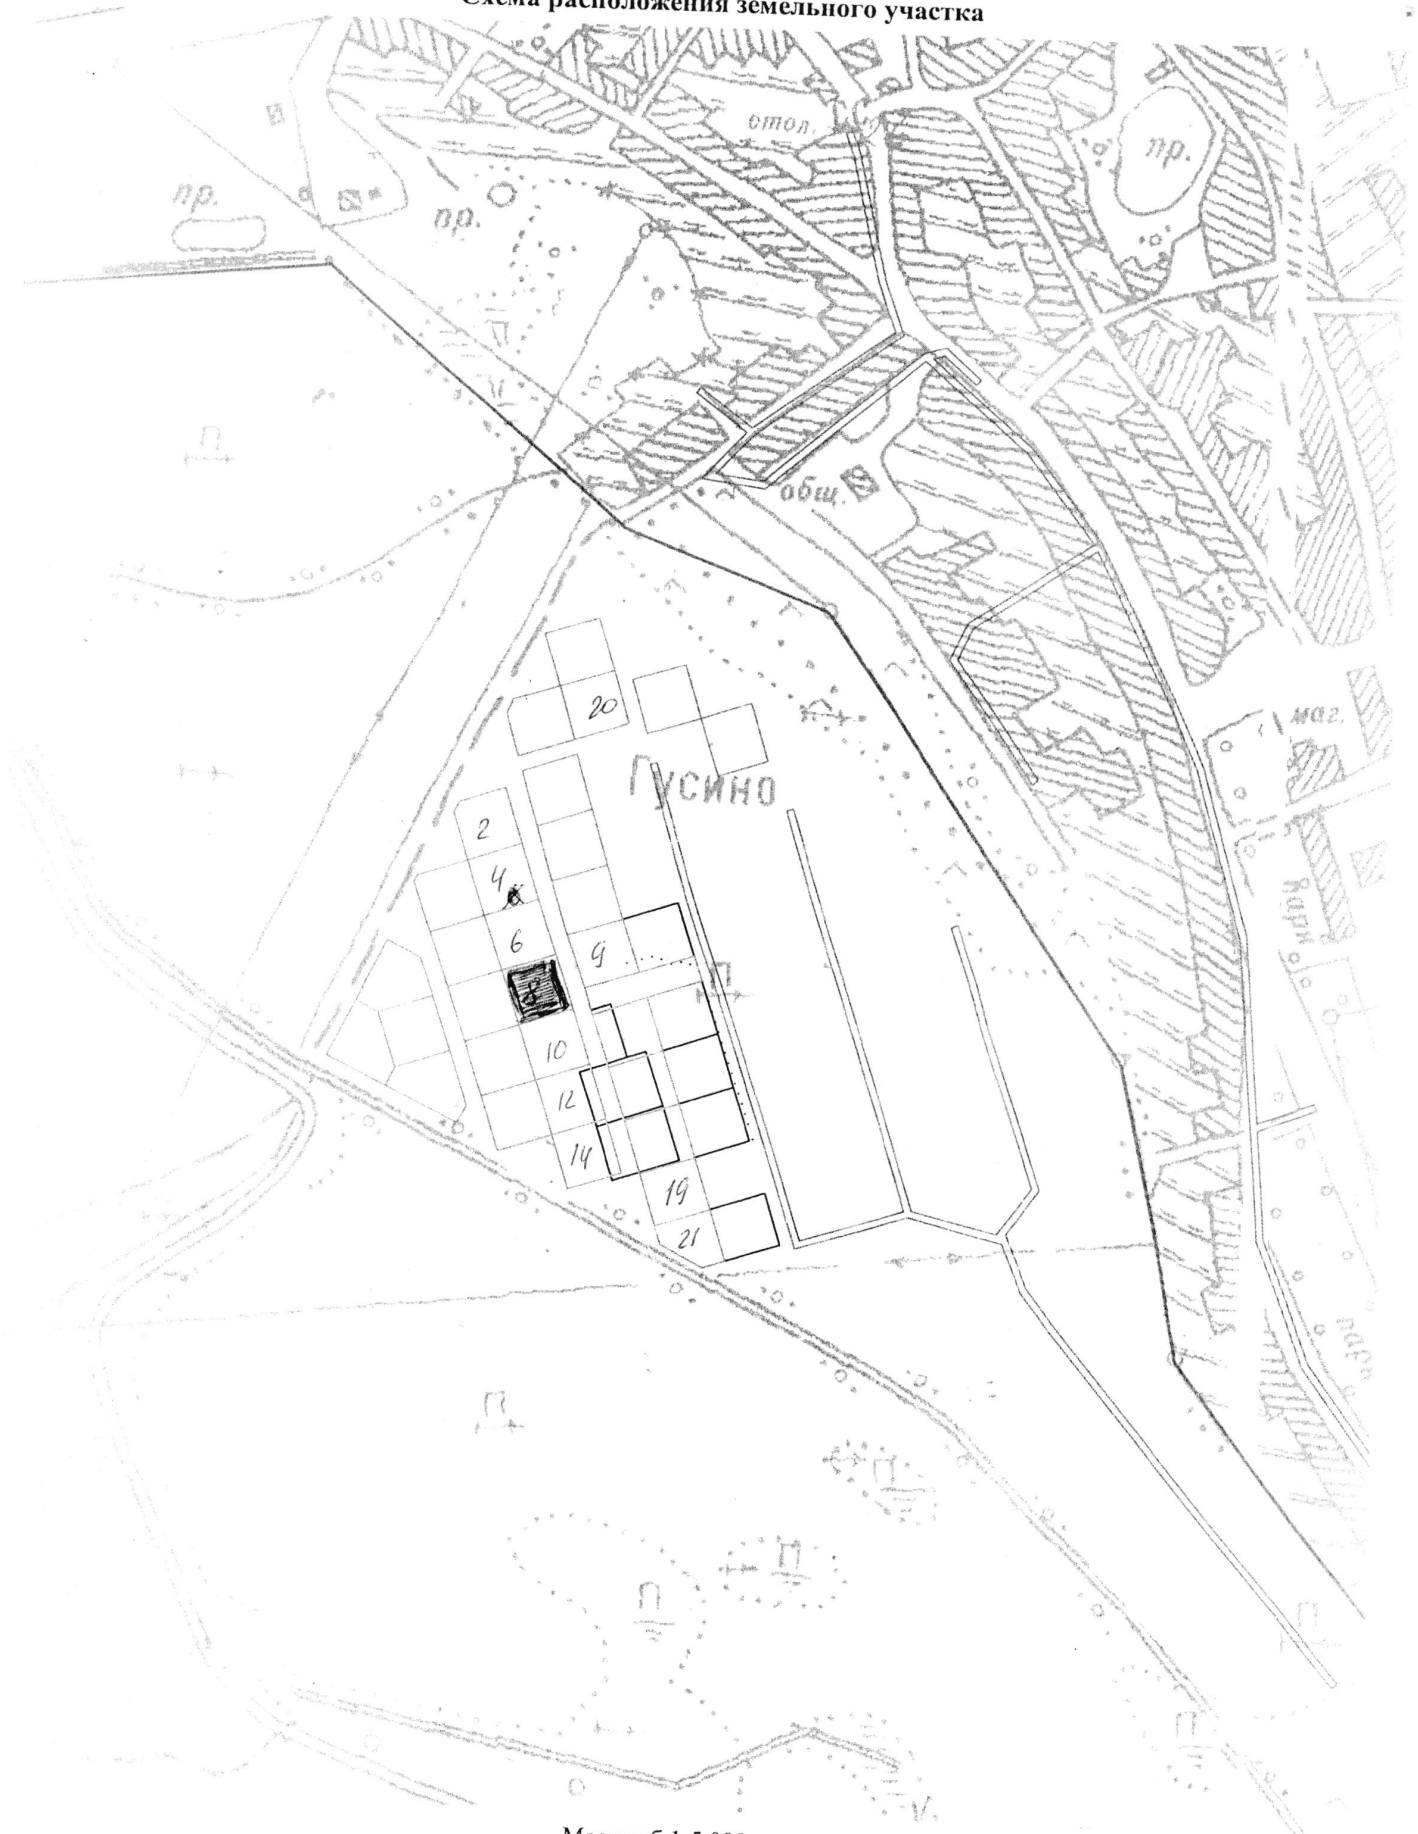 Схема расположения земельного участка
стол.
пр.
пр.
пр.
П
общ.
маг.
20
Гусино
2
4
6
9
П
8
10
12
14
19
21
парк
П
П
П
П
П
П